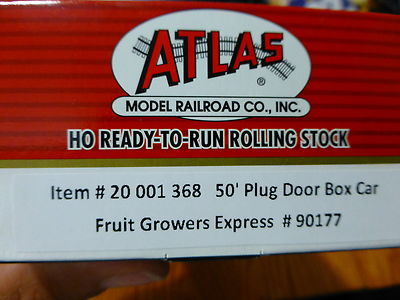 ATLAS
®
MODEL RAILROAD CO., INC.
HO READY-TO-RUN ROLLING STOCK
Item # 20 001 368 50' Plug Door Box Car
Fruit Growers Express # 90177